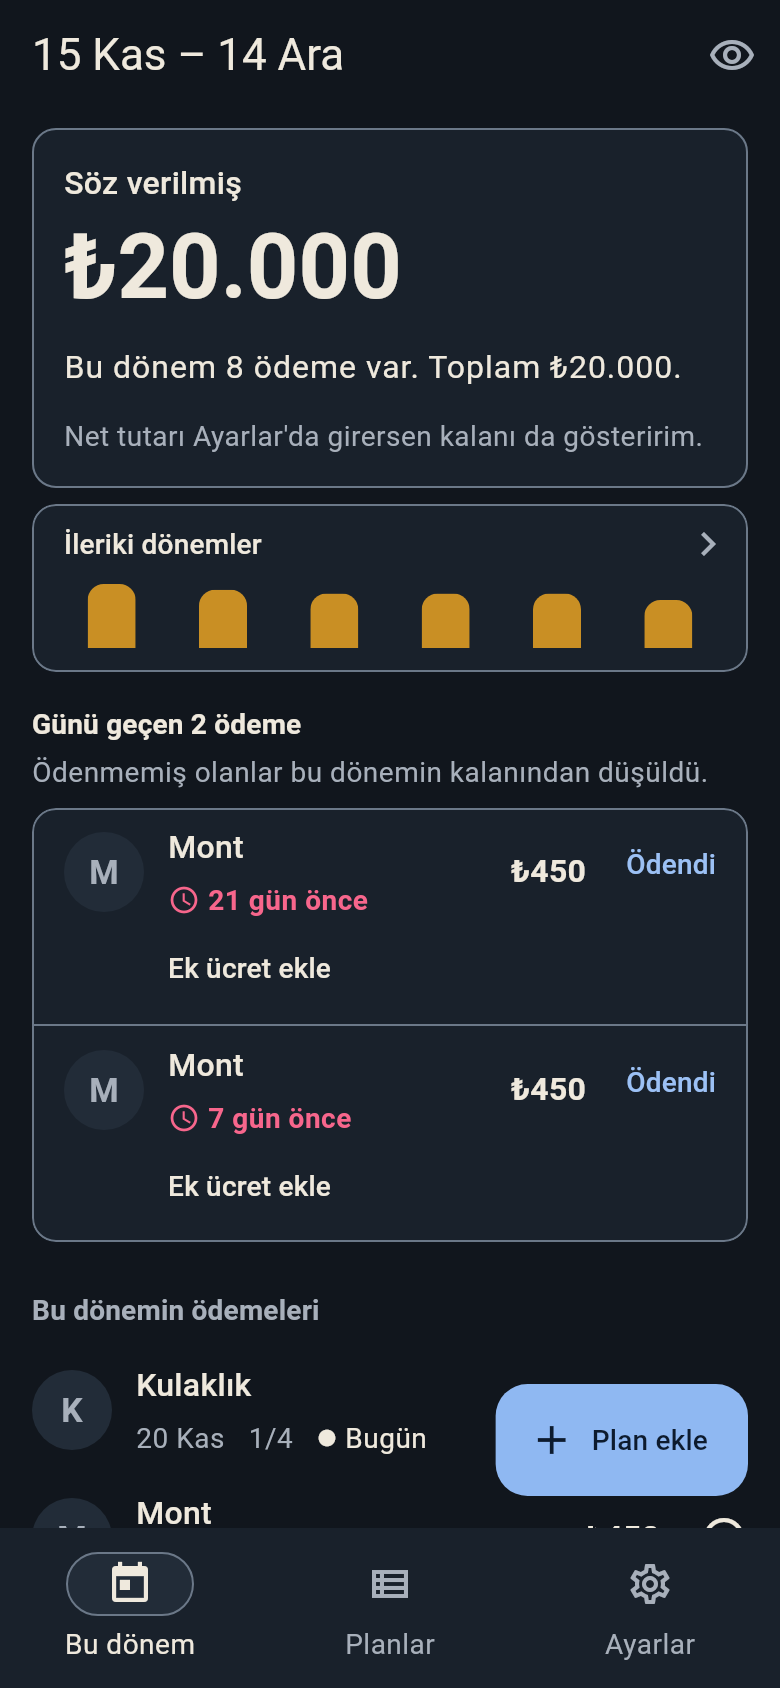 15 Kas – 14 Ara
Söz verilmiş
₺20.000
Bu dönem 8 ödeme var. Toplam ₺20.000.
Net tutarı Ayarlar'da girersen kalanı da gösteririm.
İleriki dönemler
Günü geçen 2 ödeme
Ödenmemiş olanlar bu dönemin kalanından düşüldü.
M
Mont
₺450
Ödendi
21 gün önce
Ek ücret ekle
M
Mont
₺450
Ödendi
7 gün önce
Ek ücret ekle
Bu dönemin ödemeleri
K
Kulaklık
20 Kas 1/4 Bugün
Plan ekle
Mont
Bu dönem
Planlar
Ayarlar